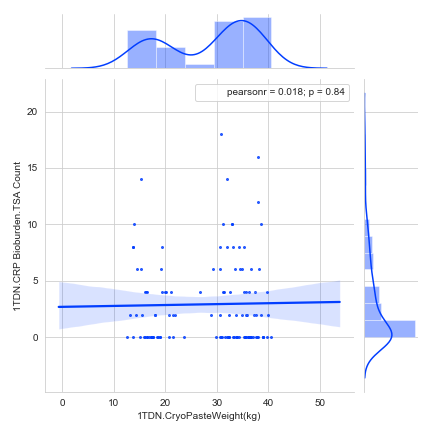 pearsonr = 0.018; p = 0.84
20
15
10
5
0
1TDN.CRP Bioburden.TSA Count
0 10 20 30 40 50
1TDN.CryoPasteWeight(kg)